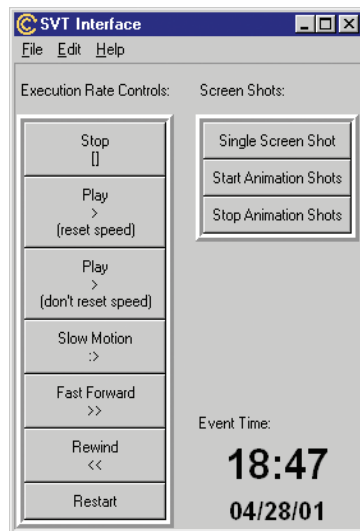 SVT Interface
File Edit Help
Execution Rate Controls:
Stop
[]
Play
>
(reset speed)
Play
>
(don't reset speed)
Slow Motion
:>
Fast Forward
>>
Rewind
<<
Restart
Screen Shots:
Single Screen Shot
Start Animation Shots
Stop Animation Shots
Event Time:
18:47
04/28/01